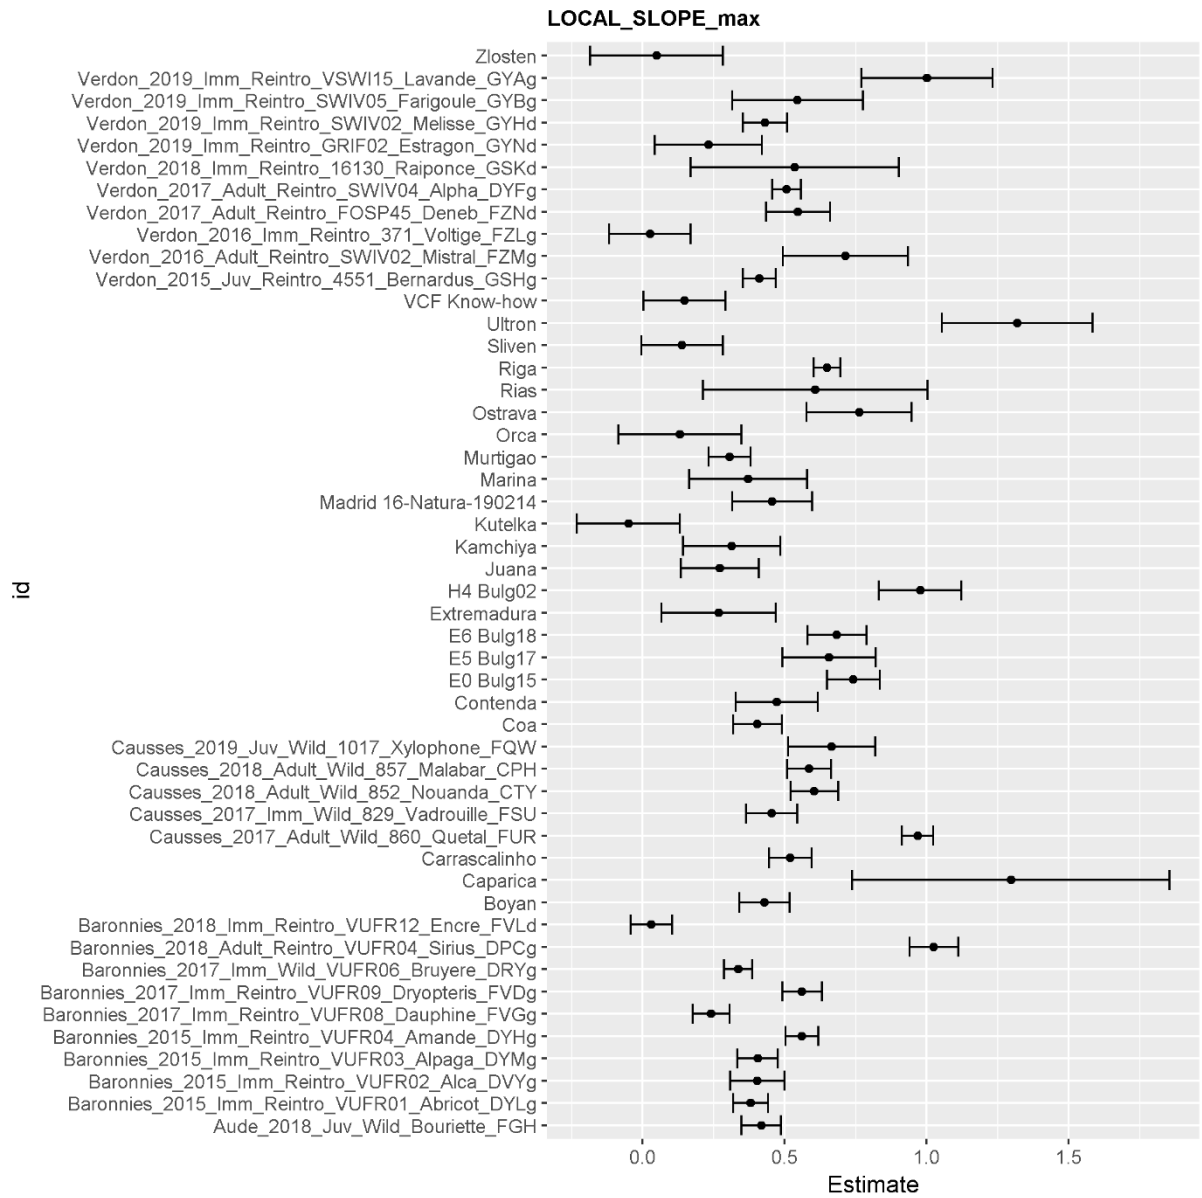 LOCAL_SLOPE_max
Zlosten
Verdon_2019_Imm_Reintro_VSWI15_Lavande_GYAg
Verdon_2019_Imm_Reintro_SWIV05_Farigoule_GYBg
Verdon_2019_Imm_Reintro_SWIV02_Melisse_GYHd
Verdon_2019_Imm_Reintro_GRIF02_Estragon_GYNd
Verdon_2018_Imm_Reintro_16130_Raiponce_GSKd
Verdon_2017_Adult_Reintro_SWIV04_Alpha_DYFg
Verdon_2017_Adult_Reintro_FOSP45_Deneb_FZNd
Verdon_2016_Imm_Reintro_371_Voltige_FZLg
Verdon_2016_Adult_Reintro_SWIV02_Mistral_FZMg
Verdon_2015_Juv_Reintro_4551_Bernardus_GSHg
VCF Know-how
Ultron
Sliven
Riga
Rias
Ostrava
Orca
Murtigao
Marina
Madrid 16-Natura-190214
Kutelka
Kamchiya
Juana
H4 Bulg02
Extremadura
E6 Bulg18
E5 Bulg17
E0 Bulg15
Contenda
Coa
Causses_2019_Juv_Wild_1017_Xylophone_FQW
Causses_2018_Adult_Wild_857_Malabar_CPH
Causses_2018_Adult_Wild_852_Nouanda_CTY
Causses_2017_Imm_Wild_829_Vadrouille_FSU
Causses_2017_Adult_Wild_860_Quetal_FUR
Carrascalinho
Caparica
Boyan
Baronnies_2018_Imm_Reintro_VUFR12_Encre_FVLd
Baronnies_2018_Adult_Reintro_VUFR04_Sirius_DPCg
Baronnies_2017_Imm_Wild_VUFR06_Bruyere_DRYg
Baronnies_2017_Imm_Reintro_VUFR09_Dryopteris_FVDg
Baronnies_2017_Imm_Reintro_VUFR08_Dauphine_FVGg
Baronnies_2015_Imm_Reintro_VUFR04_Amande_DYHg
Baronnies_2015_Imm_Reintro_VUFR03_Alpaga_DYMg
Baronnies_2015_Imm_Reintro_VUFR02_Alca_DVYg
Baronnies_2015_Imm_Reintro_VUFR01_Abricot_DYLg
Aude_2018_Juv_Wild_Bouriette_FGH
id
0.0 0.5 1.0 1.5
Estimate